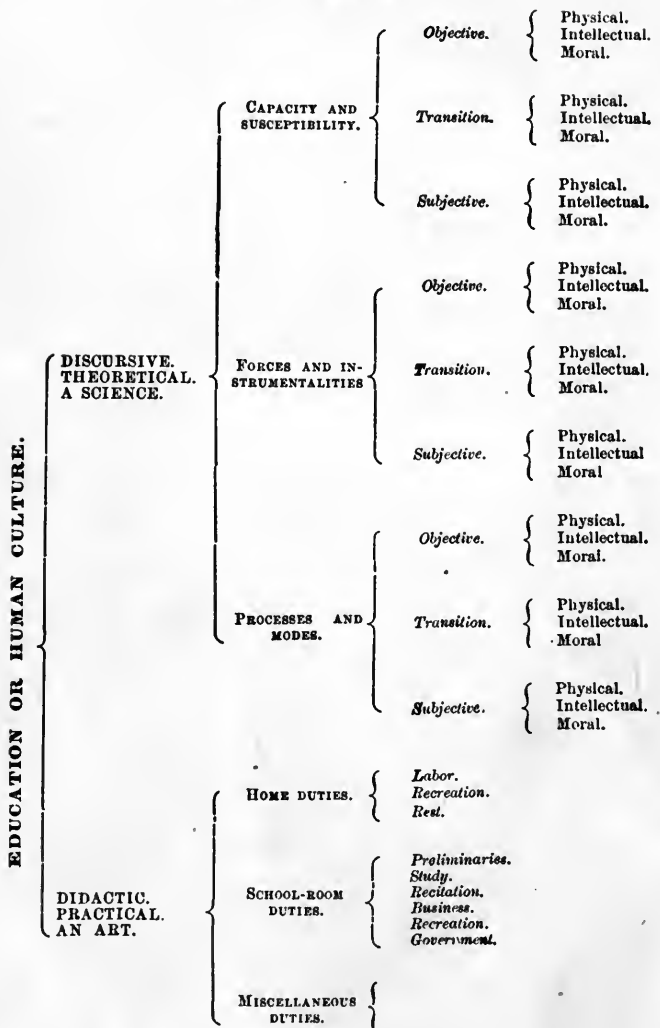 EDUCATION OR HUMAN CULTURE.
DISCURSIVE.
THEORETICAL.
A SCIENCE.
CAPACITY AND
SUSCEPTIBILITY.
Objective.
Physical.
Intellectual.
Moral.
Transition.
Physical.
Intellectual.
Moral.
Subjective.
Physical.
Intellectual.
Moral.
FORCES AND IN-
STRUMENTALITIES
Objective.
Physical.
Intellectual.
Moral.
Transition.
Physical.
Intellectual.
Moral.
Subjective.
Physical.
Intellectual
Moral
PROCESSES AND
MODES.
Objective.
Physical.
Intellectual.
Moral.
Transition.
Physical.
Intellectual.
Moral
Subjective.
Physical.
Intellectual.
Moral.
DIDACTIC.
PRACTICAL.
AN ART.
HOME DUTIES.
Labor.
Recreation.
Rest.
SCHOOL-ROOM
DUTIES.
Preliminaries.
Study.
Recitation.
Business.
Recreation.
Government.
MISCELLANEOUS
DUTIES.